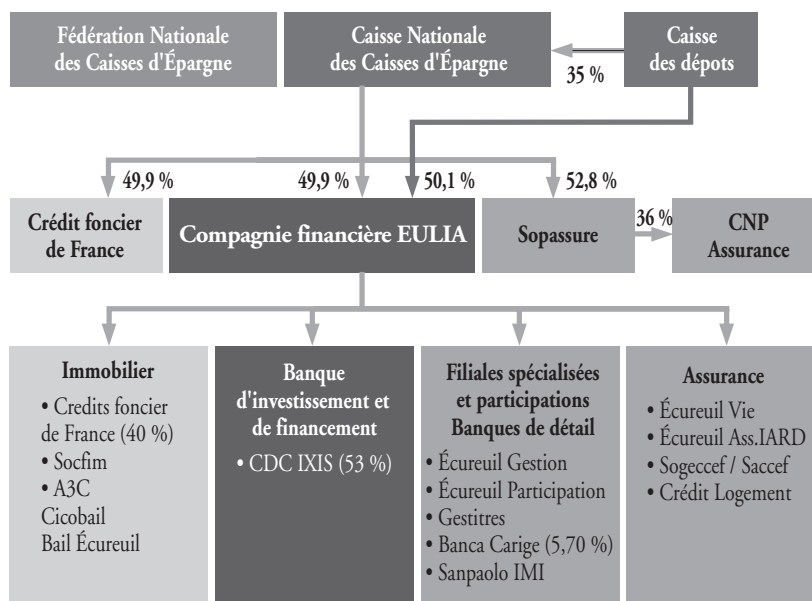 Fédération Nationale
des Caisses d'Épargne
Caisse Nationale
des Caisses d'Épargne
Caisse
des dépots
35 %
49,9 %
49,9 %
50,1 %
52,8 %
Crédit foncier
de France
Compagnie financière EULIA
Sopassure
36 %
CNP
Assurance
Immobilier
• Credits foncier
de France (40 %)
• Socfim
• A3C
Cicobail
Bail Écureuil
Banque
d'investissement et
de financement
• CDC IXIS (53 %)
Filiales spécialisées
et participations
Banques de détail
• Écureuil Gestion
• Écureuil Participation
• Gestitres
• Banca Carige (5,70 %)
• Sanpaolo IMI
Assurance
• Écureuil Vie
• Écureuil Ass.IARD
• Sogeccef / Saccef
• Crédit Logement